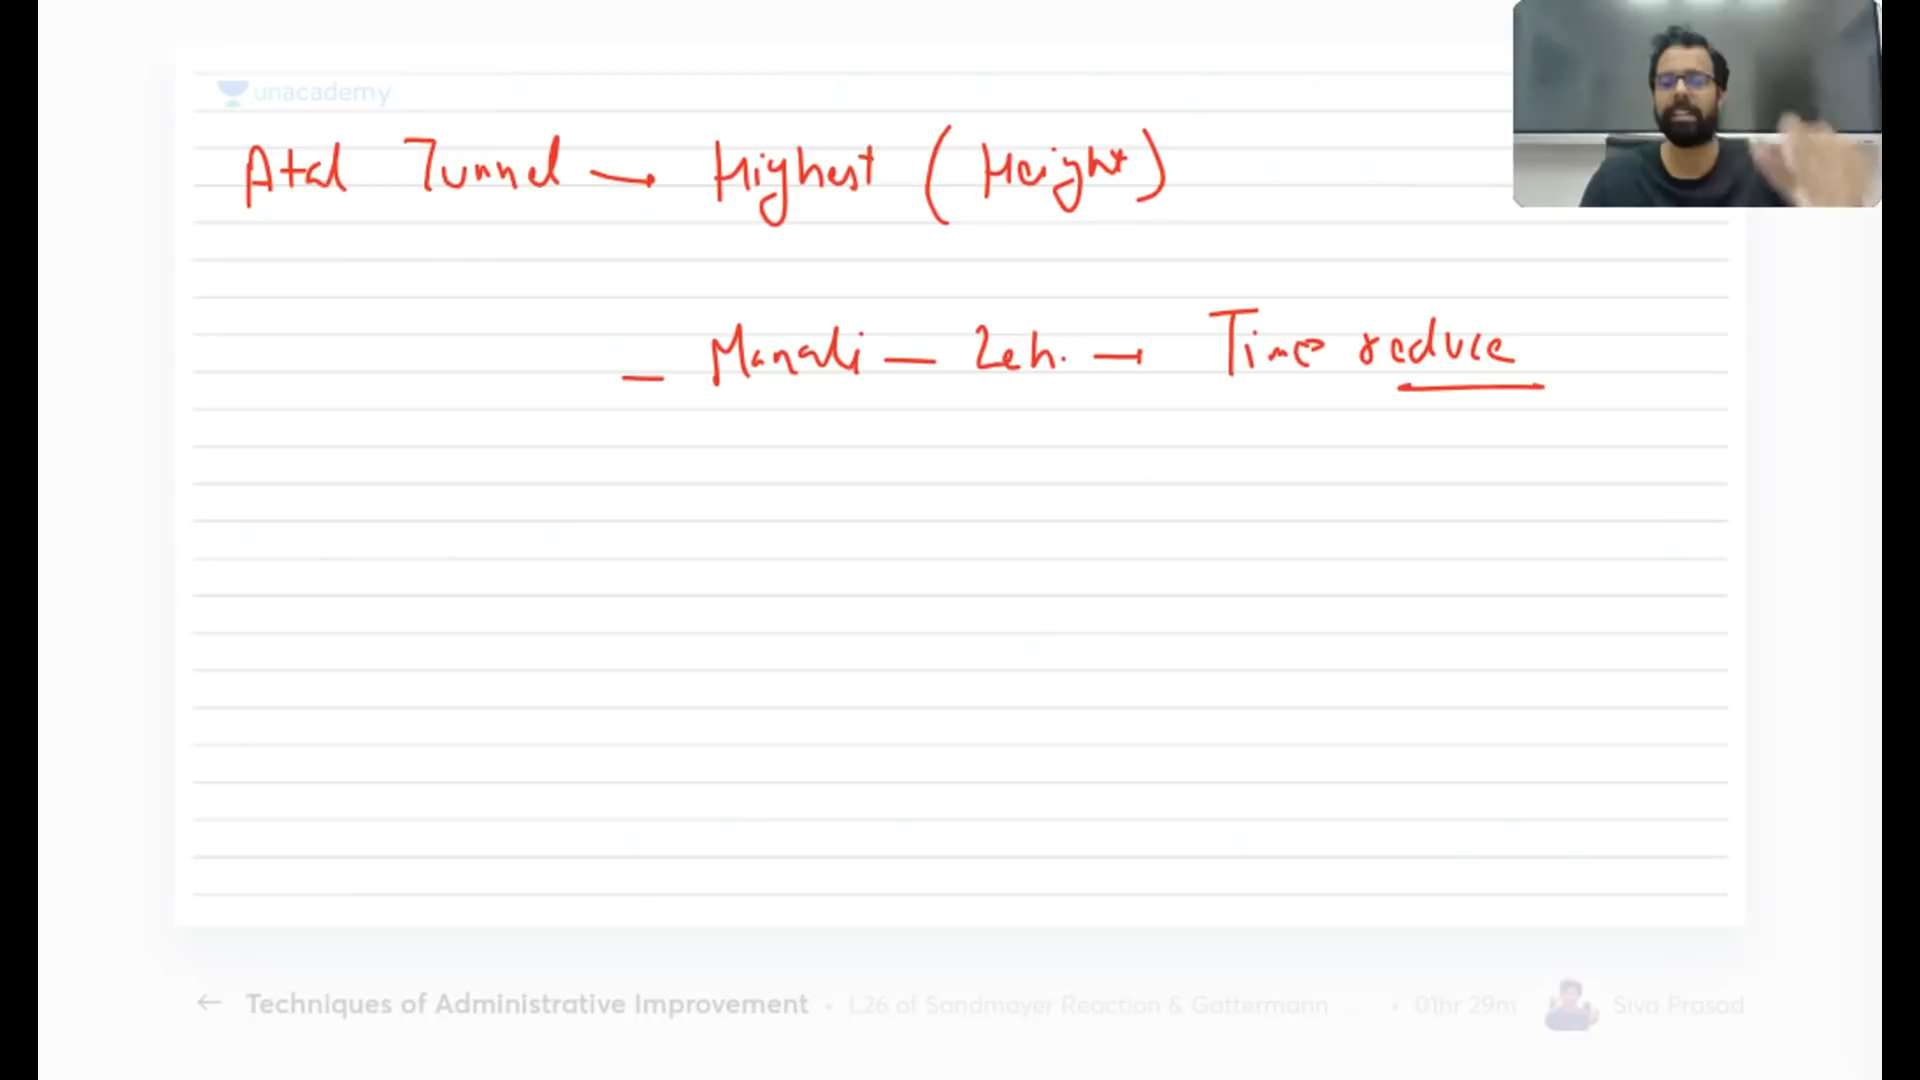 unacademy
Atal Tunnel → Highest (Height)
– Manali – Leh. → Time reduce
← Techniques of Administrative Improvement • L26 of Sandmayer Reaction & Gattermann ... • 01hr 29m Siva Prasad